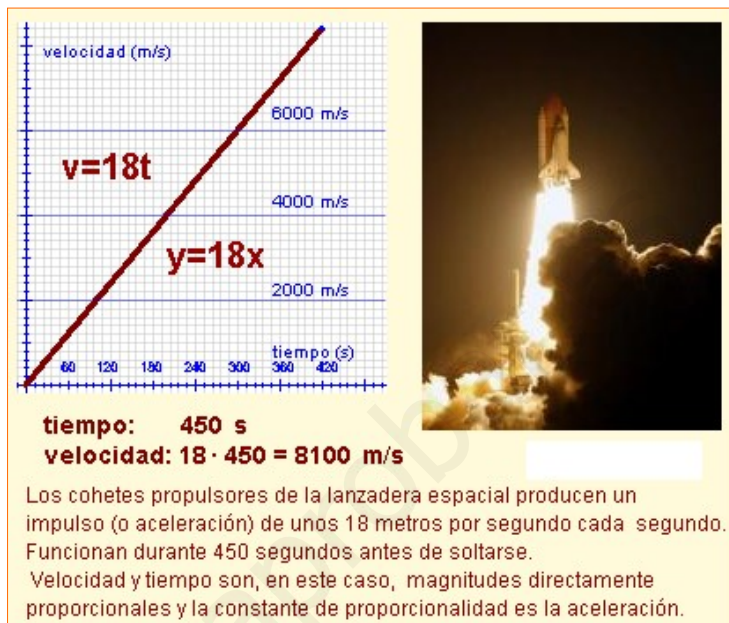 velocidad (m/s)
6000 m/s
v=18t
4000 m/s
y=18x
2000 m/s
tiempo (s)
60 120 180 240 300 360 420
tiempo: 450 s
velocidad: 18 · 450 = 8100 m/s
Los cohetes propulsores de la lanzadera espacial producen un
impulso (o aceleración) de unos 18 metros por segundo cada segundo.
Funcionan durante 450 segundos antes de soltarse.
Velocidad y tiempo son, en este caso, magnitudes directamente
proporcionales y la constante de proporcionalidad es la aceleración.